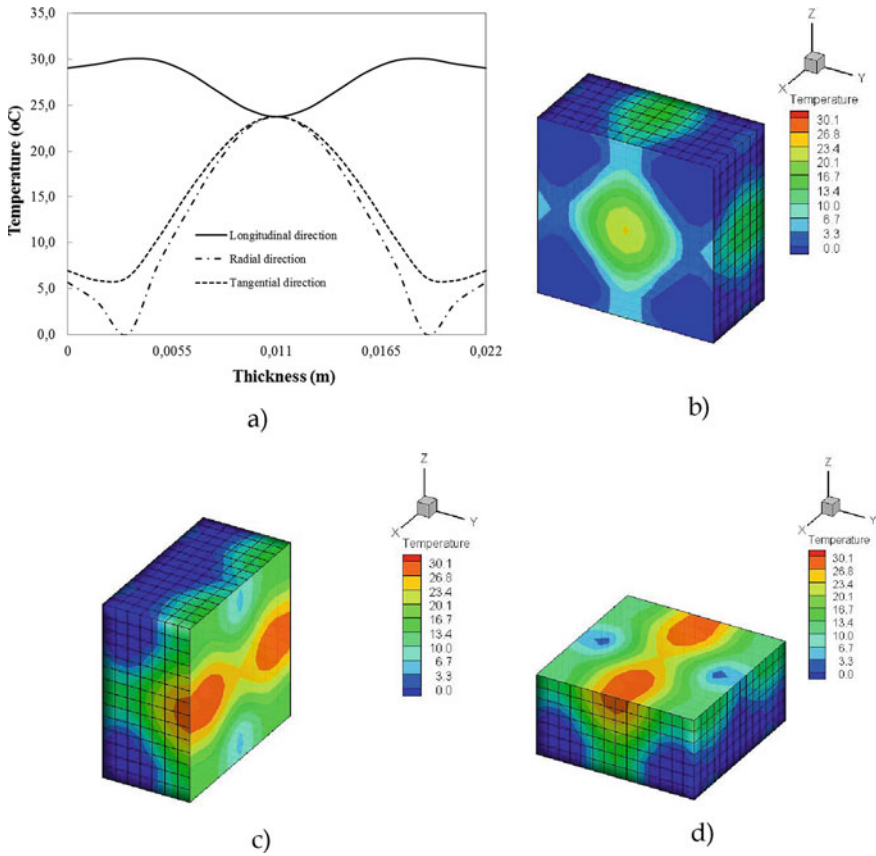 35,0
30,0
25,0
20,0
15,0
10,0
5,0
0,0
Temperature (oC)
Longitudinal direction
Radial direction
Tangential direction
0
0,0055
0,011
0,0165
0,022
Thickness (m)
a)
Z
X
Y
Temperature
30.1
26.8
23.4
20.1
16.7
13.4
10.0
6.7
3.3
0.0
b)
Z
X
Y
Temperature
30.1
26.8
23.4
20.1
16.7
13.4
10.0
6.7
3.3
0.0
c)
Z
X
Y
Temperature
30.1
26.8
23.4
20.1
16.7
13.4
10.0
6.7
3.3
0.0
d)